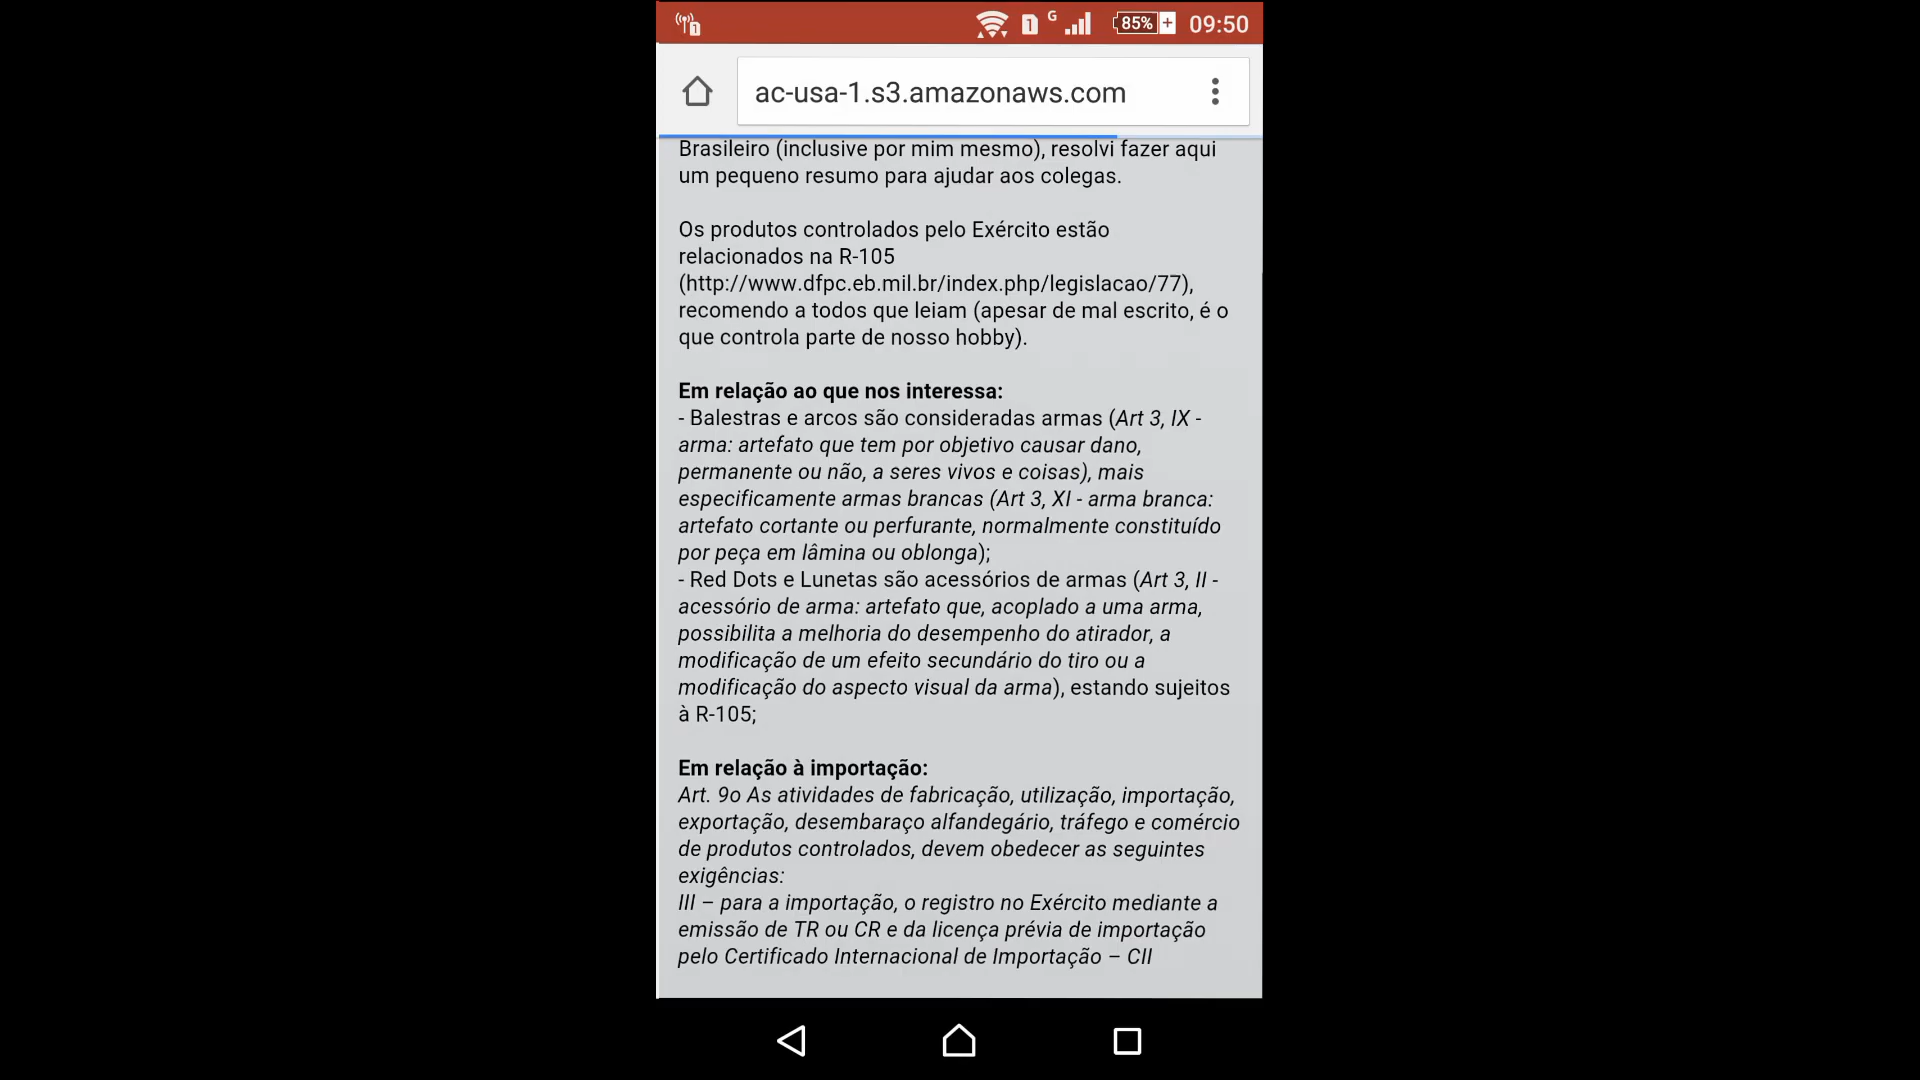 G 85% 09:50
ac-usa-1.s3.amazonaws.com
Brasileiro (inclusive por mim mesmo), resolvi fazer aqui
um pequeno resumo para ajudar aos colegas.
Os produtos controlados pelo Exército estão
relacionados na R-105
(http://www.dfpc.eb.mil.br/index.php/legislacao/77),
recomendo a todos que leiam (apesar de mal escrito, é o
que controla parte de nosso hobby).
Em relação ao que nos interessa:
- Balestras e arcos são consideradas armas (Art 3, IX -
arma: artefato que tem por objetivo causar dano,
permanente ou não, a seres vivos e coisas), mais
especificamente armas brancas (Art 3, XI - arma branca:
artefato cortante ou perfurante, normalmente constituído
por peça em lâmina ou oblonga);
- Red Dots e Lunetas são acessórios de armas (Art 3, II -
acessório de arma: artefato que, acoplado a uma arma,
possibilita a melhoria do desempenho do atirador, a
modificação de um efeito secundário do tiro ou a
modificação do aspecto visual da arma), estando sujeitos
à R-105;
Em relação à importação:
Art. 9o As atividades de fabricação, utilização, importação,
exportação, desembaraço alfandegário, tráfego e comércio
de produtos controlados, devem obedecer as seguintes
exigências:
III – para a importação, o registro no Exército mediante a
emissão de TR ou CR e da licença prévia de importação
pelo Certificado Internacional de Importação – CII